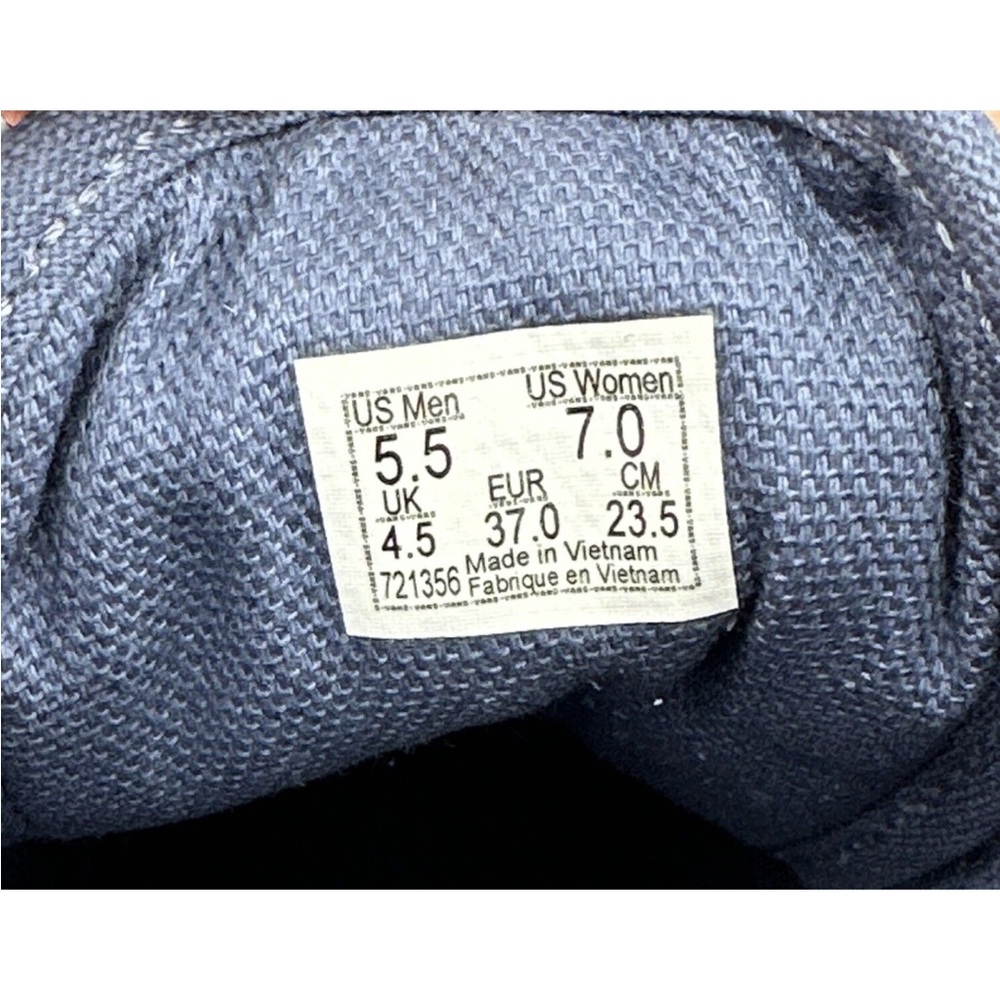 US Men US Women
5.5 7.0
UK EUR CM
4.5 37.0 23.5
Made in Vietnam
721356 Fabrique en Vietnam